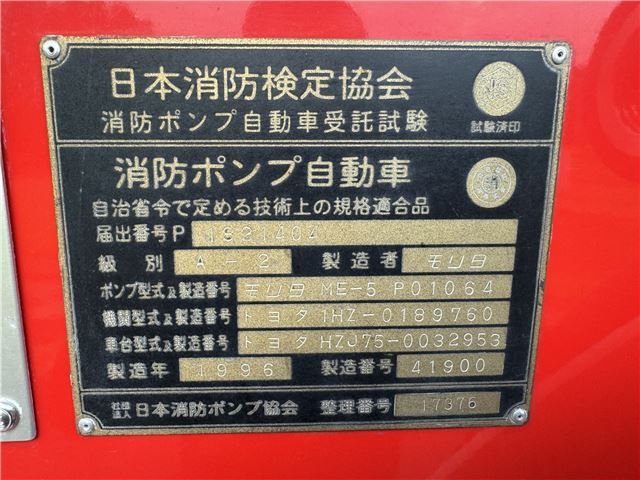 日本消防検定協会
消防ポンプ自動車受託試験
試験済印
消防ポンプ自動車
自治省令で定める技術上の規格適合品
届出番号P JS21404
級別 A-2 製造者 モリタ
ポンプ型式及製造番号 モリタ ME-5 P01064
機関型式及製造番号 トヨタ 1HZ-0189760
車台型式及製造番号 トヨタ HZJ75-0032953
製造年 1996 製造番号 41900
社団法人 日本消防ポンプ協会 整理番号 17376